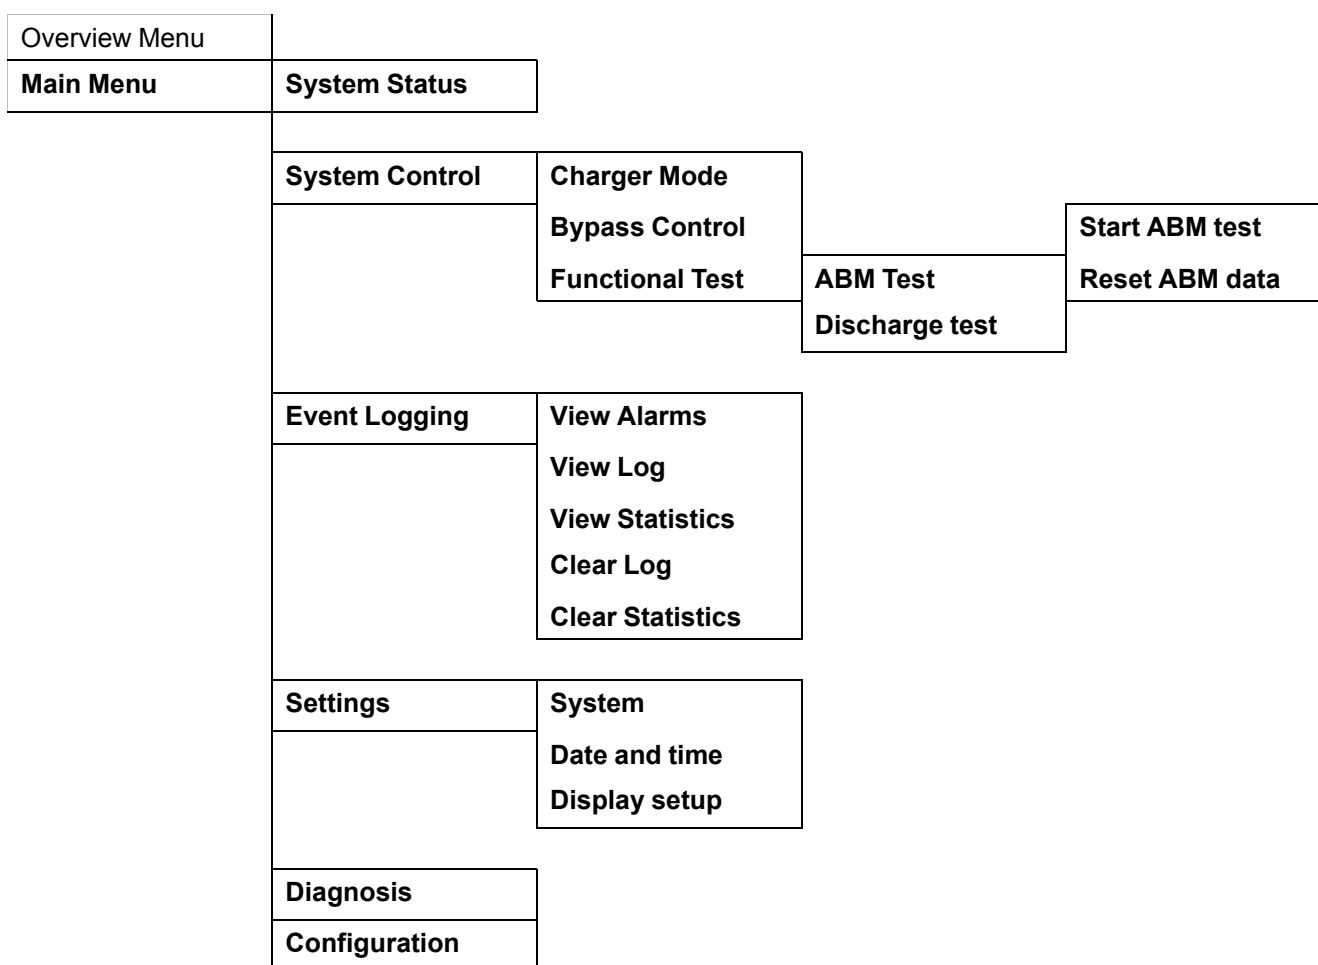 Overview Menu
Main Menu System Status
System Control Charger Mode
Bypass Control Start ABM test
Functional Test ABM Test Reset ABM data
Discharge test
Event Logging View Alarms
View Log
View Statistics
Clear Log
Clear Statistics
Settings System
Date and time
Display setup
Diagnosis
Configuration